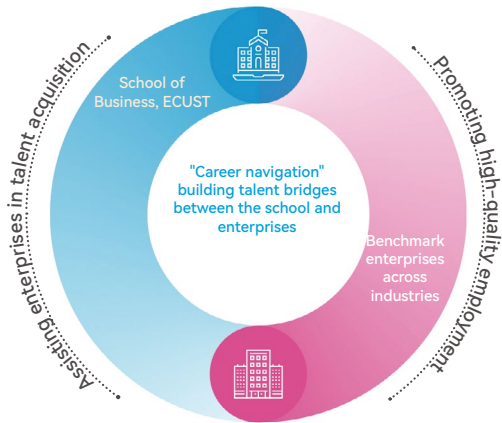 Assisting enterprises in talent acquisition
School of
Business, ECUST
"Career navigation"
building talent bridges
between the school and
enterprises
Benchmark
enterprises
across
industries
Promoting high-quality employment